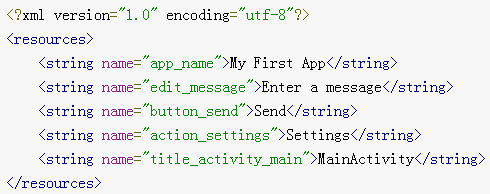 <?xml version="1.0" encoding="utf-8"?>
<resources>
    <string name="app_name">My First App</string>
    <string name="edit_message">Enter a message</string>
    <string name="button_send">Send</string>
    <string name="action_settings">Settings</string>
    <string name="title_activity_main">MainActivity</string>
</resources>